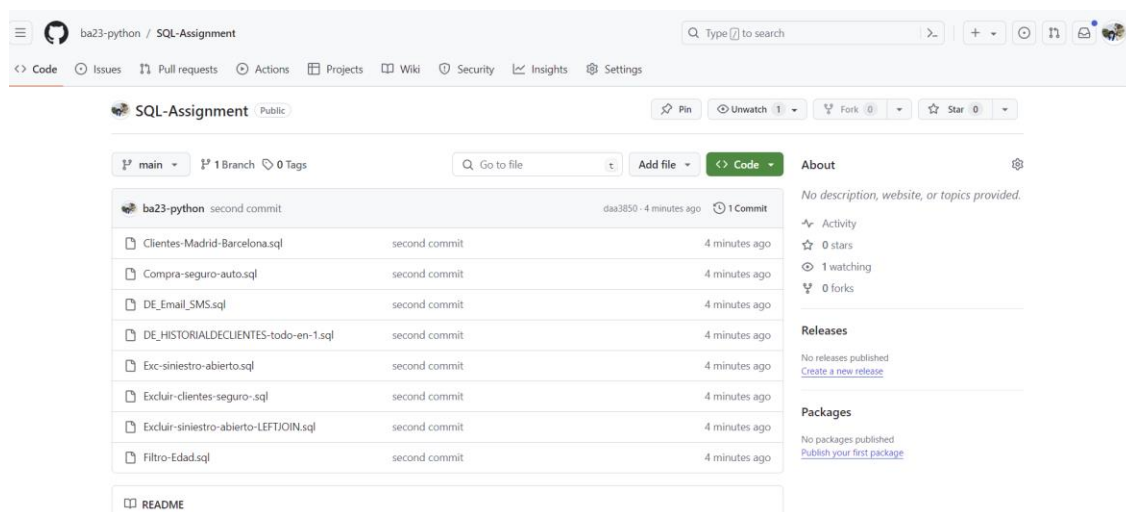 ba23-python / SQL-Assignment
Type / to search
Code Issues Pull requests Actions Projects Wiki Security Insights Settings
SQL-Assignment Public
Pin Unwatch 1 Fork 0 Star 0
main 1 Branch 0 Tags
Go to file t Add file <> Code
ba23-python second commit daa3850 · 4 minutes ago 1 Commit
Clientes-Madrid-Barcelona.sql second commit 4 minutes ago
Compra-seguro-auto.sql second commit 4 minutes ago
DE_Email_SMS.sql second commit 4 minutes ago
DE_HISTORIALDECLIENTES-todo-en-1.sql second commit 4 minutes ago
Exc-siniestro-abierto.sql second commit 4 minutes ago
Excluir-clientes-seguro-.sql second commit 4 minutes ago
Excluir-siniestro-abierto-LEFTJOIN.sql second commit 4 minutes ago
Filtro-Edad.sql second commit 4 minutes ago
README
About
No description, website, or topics provided.
Activity
0 stars
1 watching
0 forks
Releases
No releases published
Create a new release
Packages
No packages published
Publish your first package